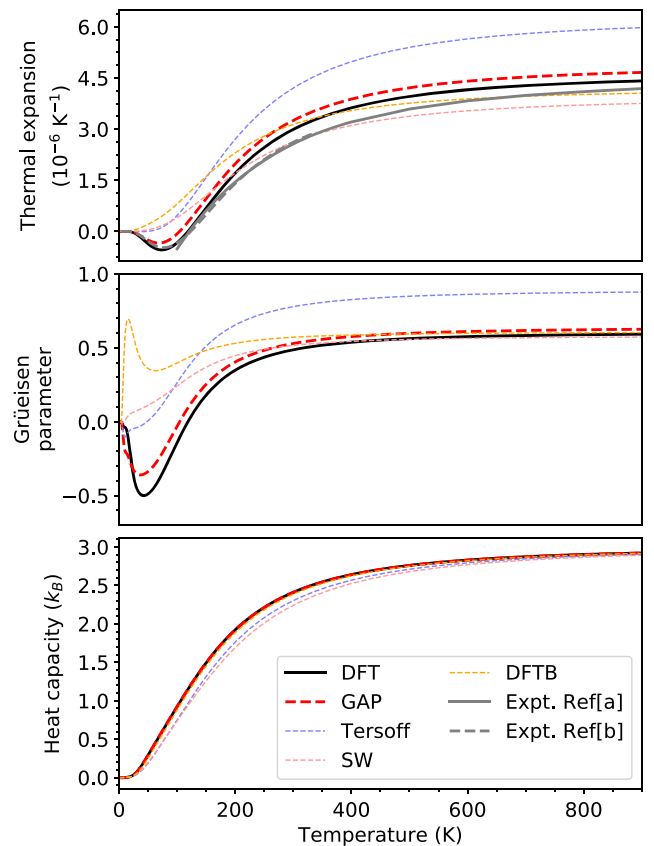 Thermal expansion
(10⁻⁶ K⁻¹)
6.0
4.5
3.0
1.5
0.0
Grüeisen
parameter
1.0
0.5
0.0
−0.5
Heat capacity (k_B)
3.0
2.5
2.0
1.5
1.0
0.5
0.0
DFT
GAP
Tersoff
SW
DFTB
Expt. Ref[a]
Expt. Ref[b]
0 200 400 600 800
Temperature (K)